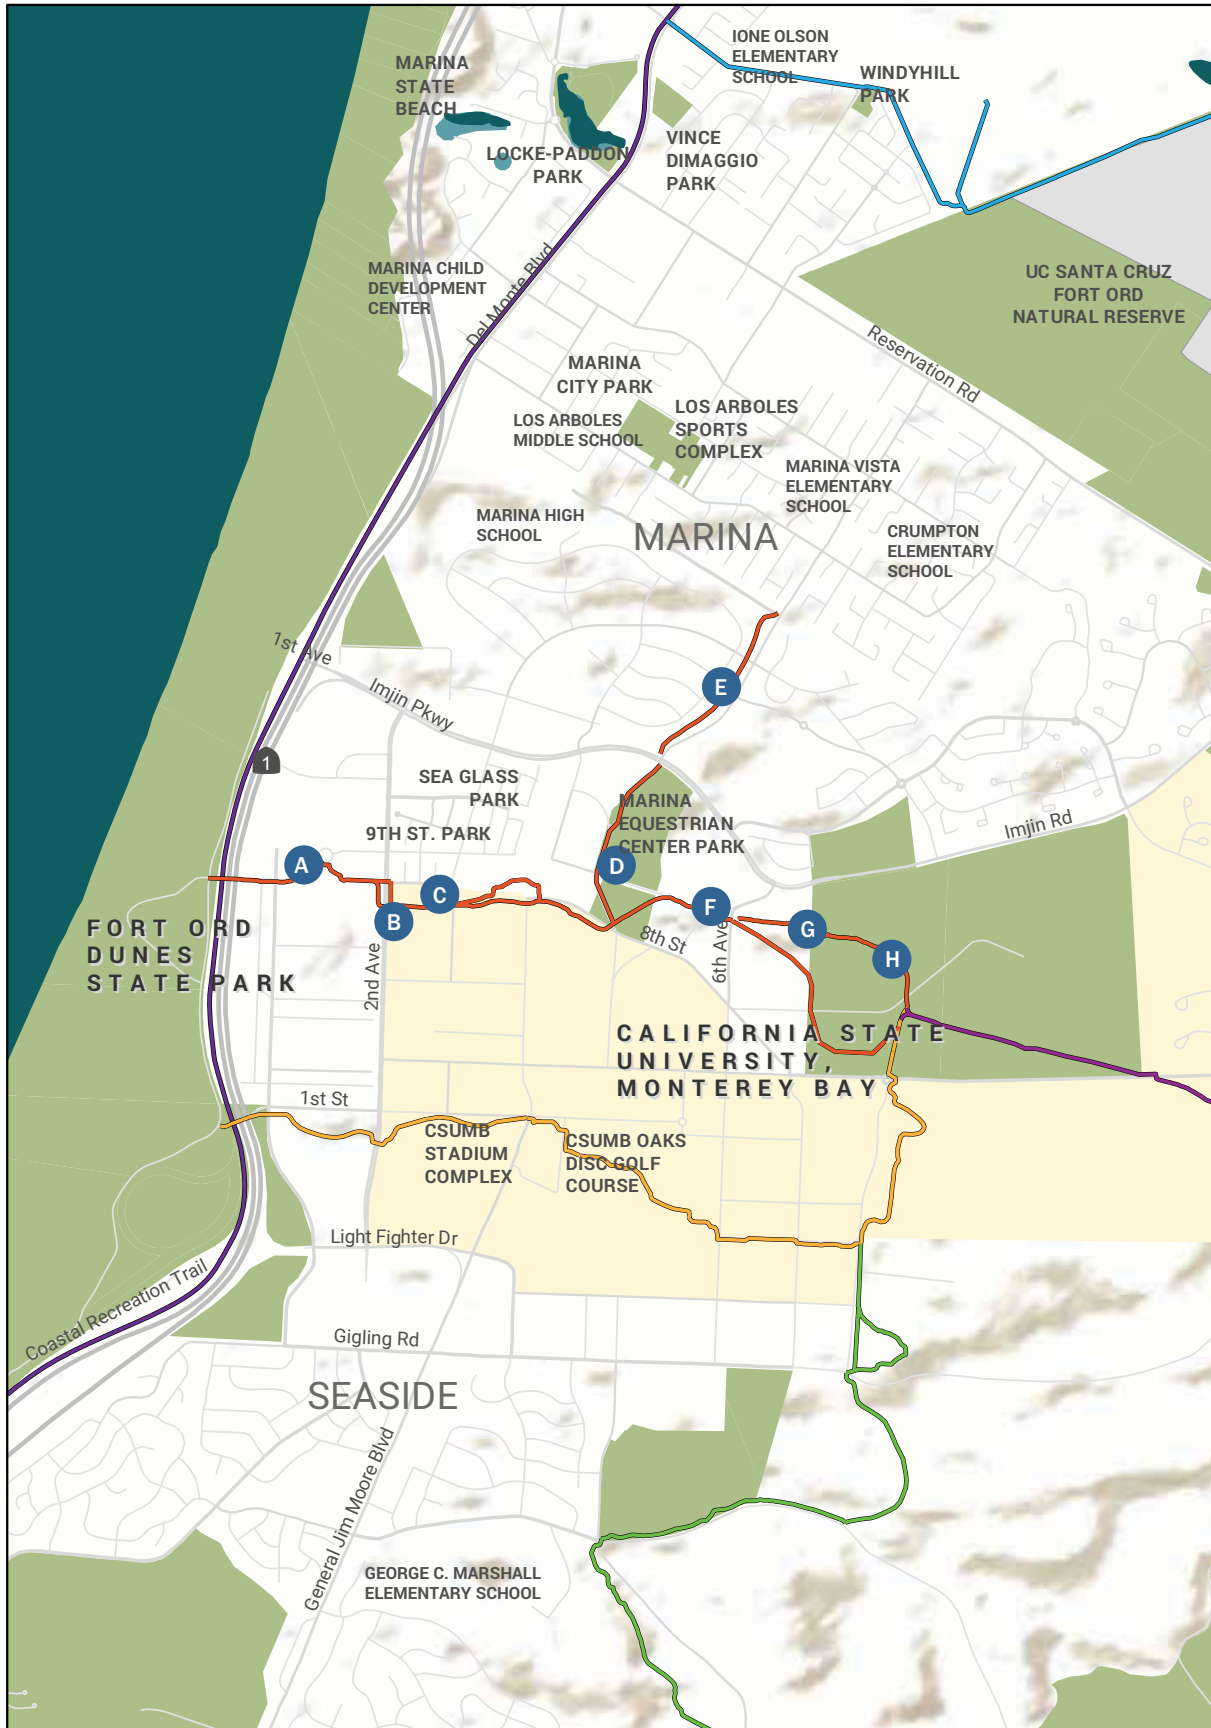 IONE OLSON
ELEMENTARY
SCHOOL
MARINA
STATE
BEACH
WINDYHILL
PARK
VINCE
DIMAGGIO
PARK
LOCKE-PADDON
PARK
MARINA CHILD
DEVELOPMENT
CENTER
Del Monte Blvd
UC SANTA CRUZ
FORT ORD
NATURAL RESERVE
Reservation Rd
MARINA
CITY PARK
LOS ARBOLES
MIDDLE SCHOOL
LOS ARBOLES
SPORTS
COMPLEX
MARINA VISTA
ELEMENTARY
SCHOOL
MARINA HIGH
SCHOOL
MARINA
CRUMPTON
ELEMENTARY
SCHOOL
1st Ave
Imjin Pkwy
E
1
SEA GLASS
PARK
9TH ST. PARK
MARINA
EQUESTRIAN
CENTER PARK
Imjin Rd
A
B
C
D
F
G
H
FORT ORD
DUNES
STATE PARK
2nd Ave
8th St
6th Ave
CALIFORNIA STATE
UNIVERSITY,
MONTEREY BAY
1st St
CSUMB
STADIUM
COMPLEX
CSUMB OAKS
DISC GOLF
COURSE
Light Fighter Dr
Coastal Recreation Trail
Gigling Rd
SEASIDE
General Jim Moore Blvd
GEORGE C. MARSHALL
ELEMENTARY SCHOOL